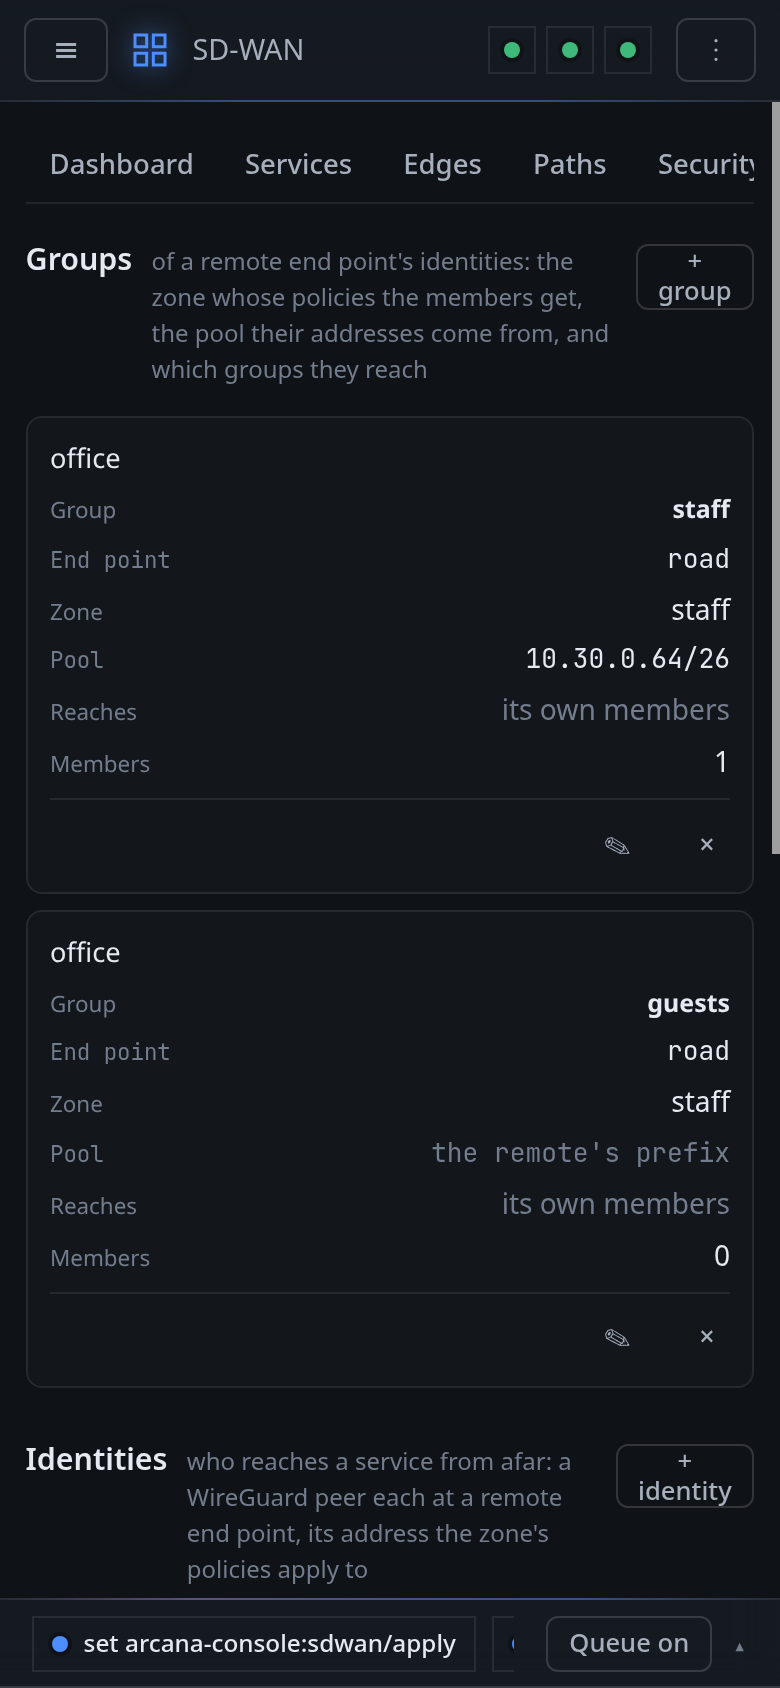 SD-WAN
Dashboard Services Edges Paths Security
Groups
of a remote end point's identities: the
zone whose policies the members get,
the pool their addresses come from, and
which groups they reach
+
group
office
Group staff
End point road
Zone staff
Pool 10.30.0.64/26
Reaches its own members
Members 1
office
Group guests
End point road
Zone staff
Pool the remote's prefix
Reaches its own members
Members 0
Identities
who reaches a service from afar: a
WireGuard peer each at a remote
end point, its address the zone's
policies apply to
+
identity
set arcana-console:sdwan/apply
Queue on